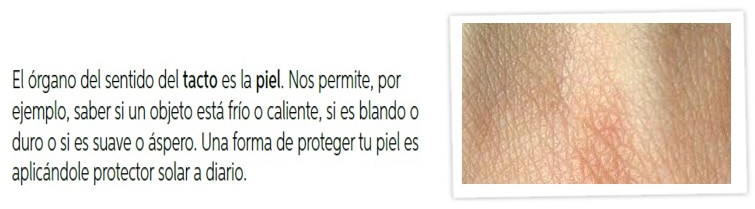 El órgano del sentido del tacto es la piel. Nos permite, por
ejemplo, saber si un objeto está frío o caliente, si es blando o
duro o si es suave o áspero. Una forma de proteger tu piel es
aplicándole protector solar a diario.